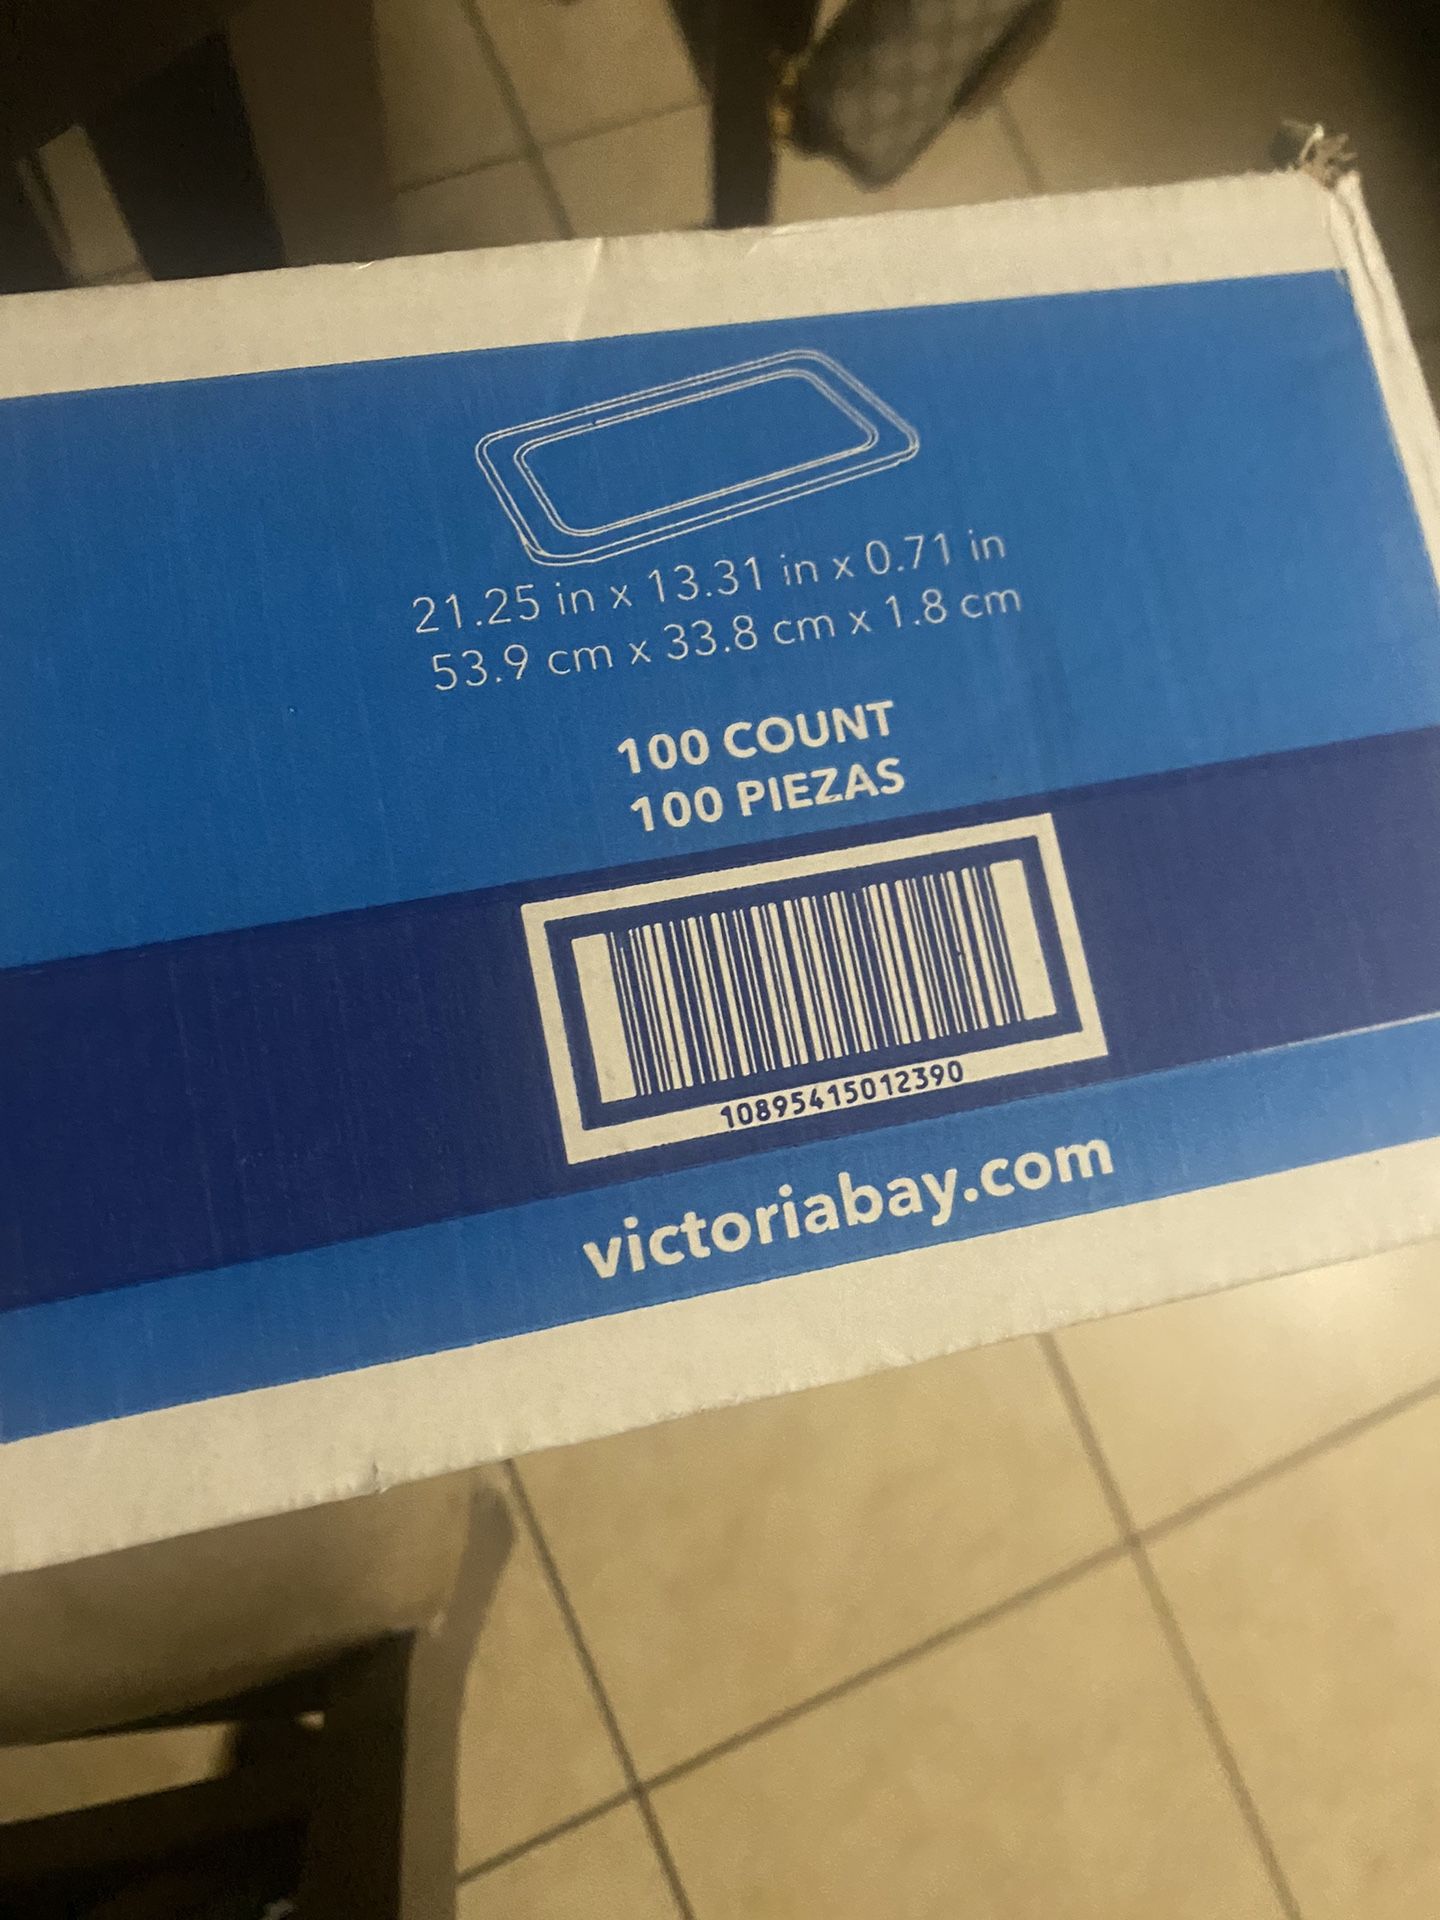 21.25 in x 13.31 in x 0.71 in
53.9 cm x 33.8 cm x 1.8 cm
100 COUNT
100 PIEZAS
10895415012390
victoriabay.com